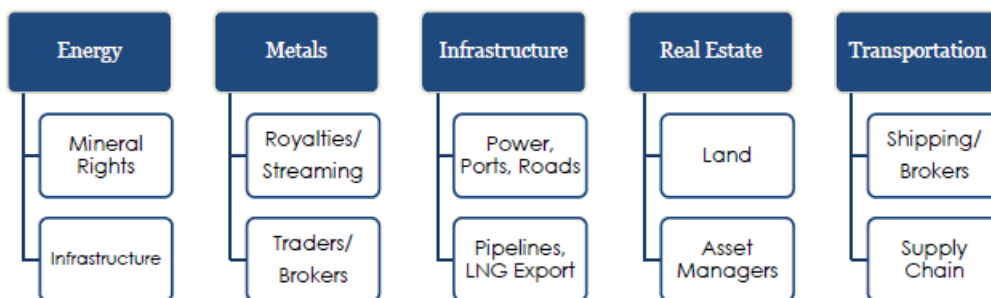 Energy
Metals
Infrastructure
Real Estate
Transportation
Mineral
Rights
Royalties/
Streaming
Power,
Ports, Roads
Land
Shipping/
Brokers
Infrastructure
Traders/
Brokers
Pipelines,
LNG Export
Asset
Managers
Supply
Chain